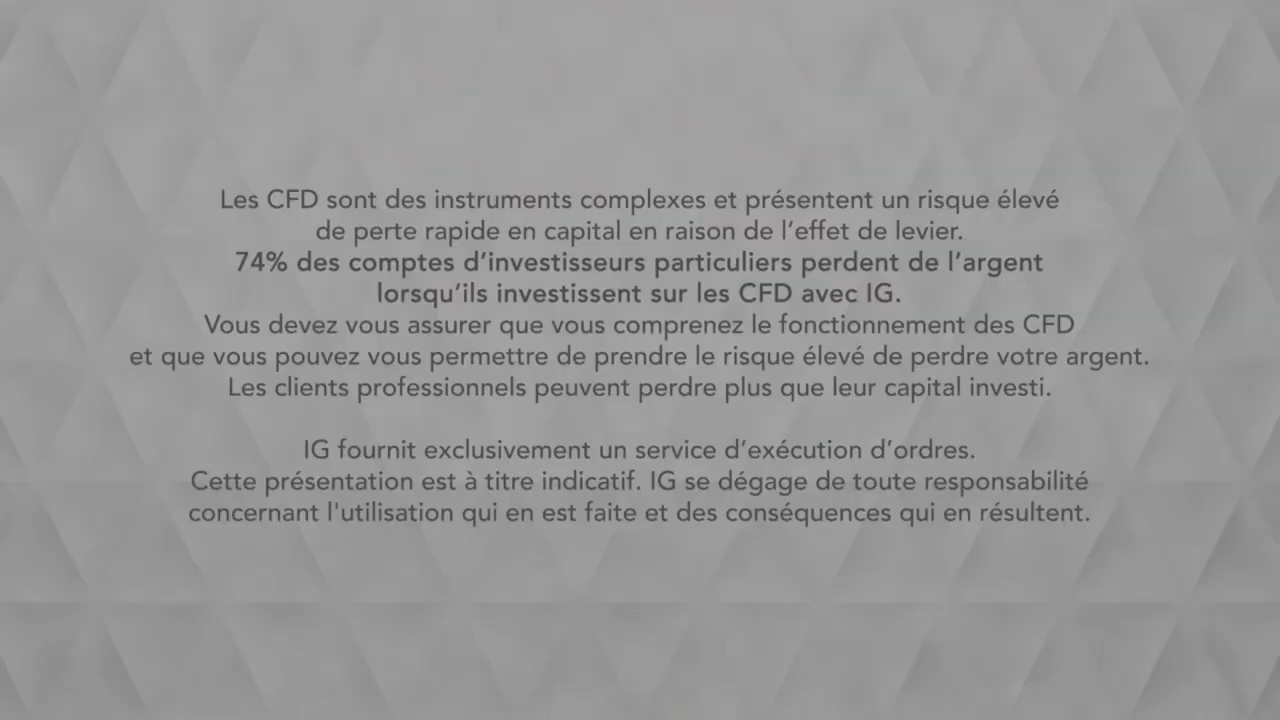 Les CFD sont des instruments complexes et présentent un risque élevé
de perte rapide en capital en raison de l’effet de levier.
74% des comptes d’investisseurs particuliers perdent de l’argent
lorsqu’ils investissent sur les CFD avec IG.
Vous devez vous assurer que vous comprenez le fonctionnement des CFD
et que vous pouvez vous permettre de prendre le risque élevé de perdre votre argent.
Les clients professionnels peuvent perdre plus que leur capital investi.
IG fournit exclusivement un service d’exécution d’ordres.
Cette présentation est à titre indicatif. IG se dégage de toute responsabilité
concernant l'utilisation qui en est faite et des conséquences qui en résultent.